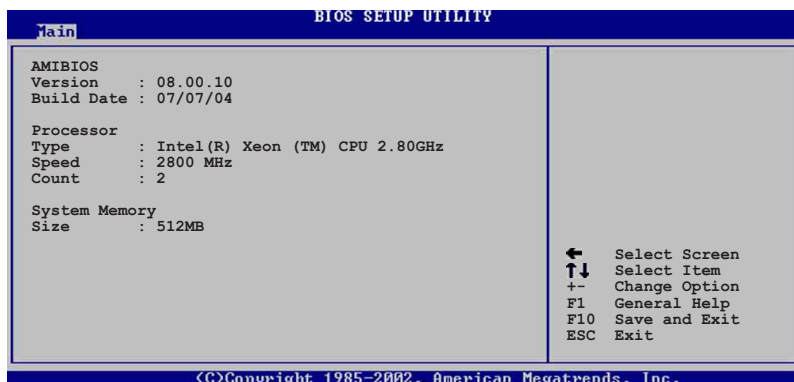 BIOS SETUP UTILITY
Main
AMIBIOS
Version : 08.00.10
Build Date : 07/07/04
Processor
Type : Intel(R) Xeon (TM) CPU 2.80GHz
Speed : 2800 MHz
Count : 2
System Memory
Size : 512MB
← Select Screen
↑↓ Select Item
+- Change Option
F1 General Help
F10 Save and Exit
ESC Exit
(C)Copyright 1985-2002, American Megatrends, Inc.